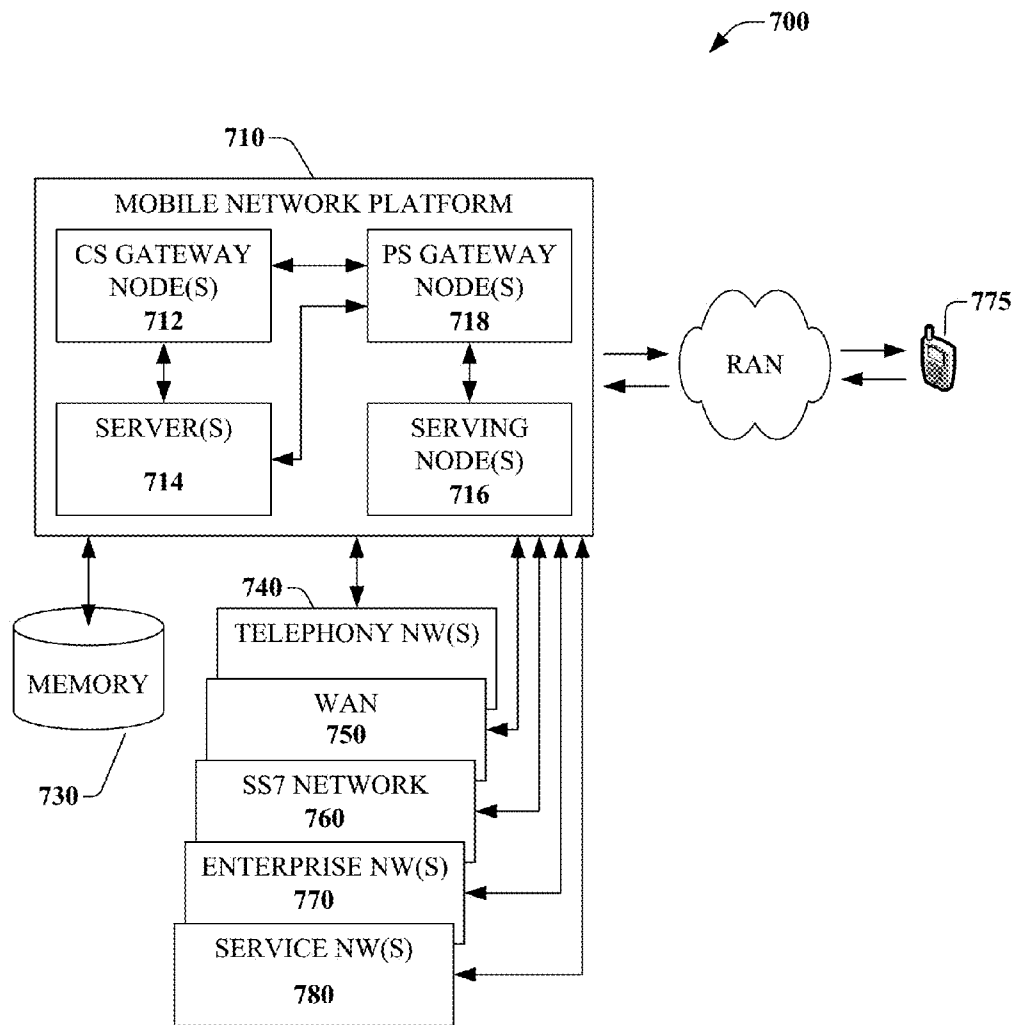 700
710
MOBILE NETWORK PLATFORM
CS GATEWAY
NODE(S)
712
PS GATEWAY
NODE(S)
718
775
RAN
SERVER(S)
714
SERVING
NODE(S)
716
740
TELEPHONY NW(S)
MEMORY
WAN
750
730
SS7 NETWORK
760
ENTERPRISE NW(S)
770
SERVICE NW(S)
780